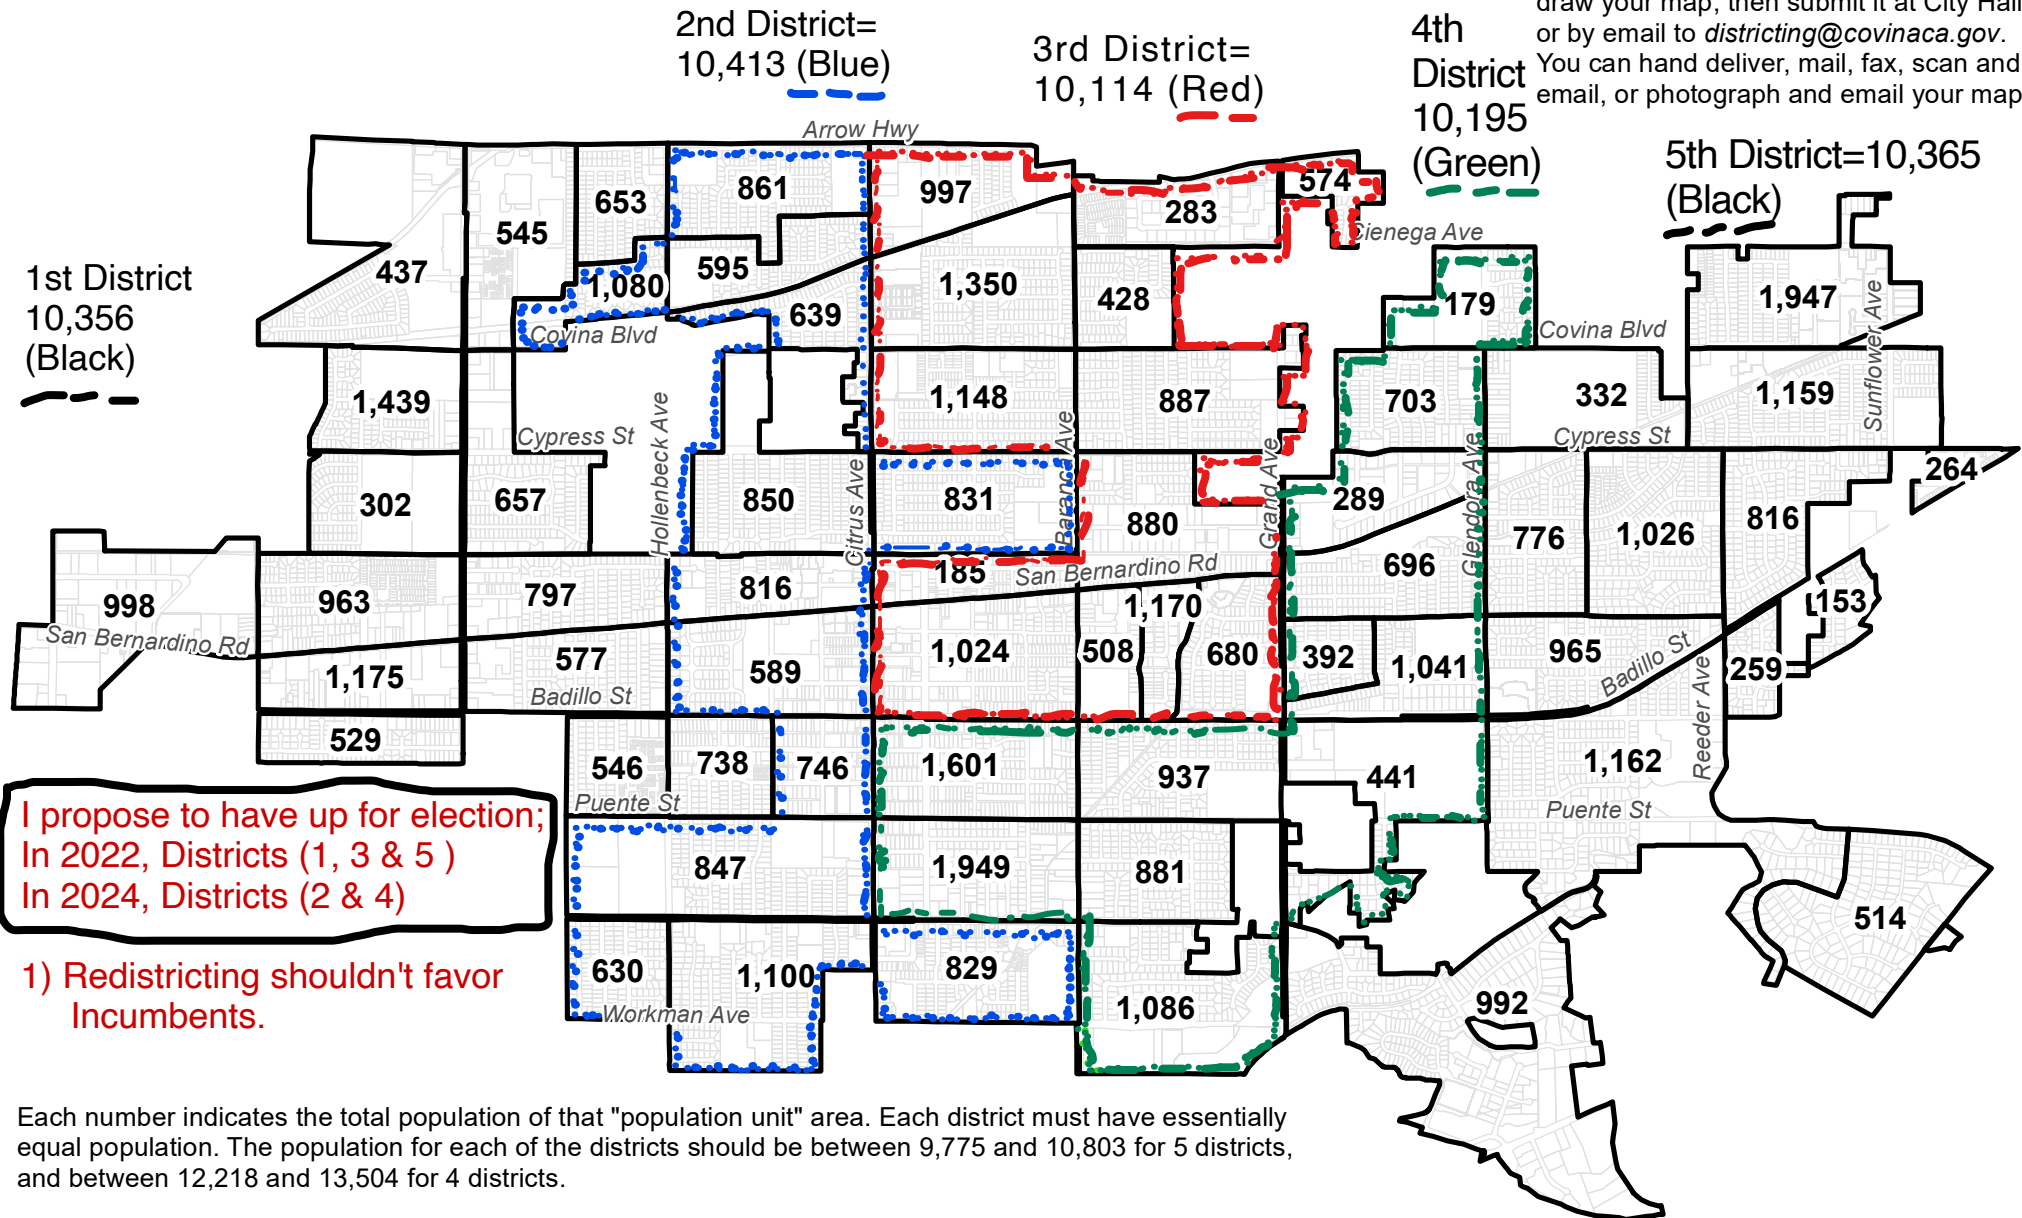 draw your map, then submit it at City Hall
or by email to districting@covinaca.gov.
You can hand deliver, mail, fax, scan and
email, or photograph and email your map
2nd District=
10,413 (Blue)
3rd District=
10,114 (Red)
4th
District
10,195
(Green)
5th District=10,365
(Black)
1st District
10,356
(Black)
Arrow Hwy
Cienega Ave
437
545
653
861
997
283
574
595
1,080
639
1,350
428
179
1,947
Covina Blvd
Covina Blvd
Sunflower Ave
1,439
1,148
887
703
332
1,159
Cypress St
Cypress St
Hollenbeck Ave
Citrus Ave
Baranca Ave
Grand Ave
Glendora Ave
302
657
850
831
880
289
776
1,026
816
264
696
998
963
797
816
185
San Bernardino Rd
1,170
153
San Bernardino Rd
1,175
577
589
1,024
508
680
392
1,041
965
259
Badillo St
Badillo St
Reeder Ave
529
546
738
746
1,601
937
441
1,162
Puente St
Puente St
847
1,949
881
514
630
1,100
829
1,086
992
Workman Ave
I propose to have up for election;
In 2022, Districts (1, 3 & 5 )
In 2024, Districts (2 & 4)
1) Redistricting shouldn't favor
Incumbents.
Each number indicates the total population of that "population unit" area. Each district must have essentially
equal population. The population for each of the districts should be between 9,775 and 10,803 for 5 districts,
and between 12,218 and 13,504 for 4 districts.